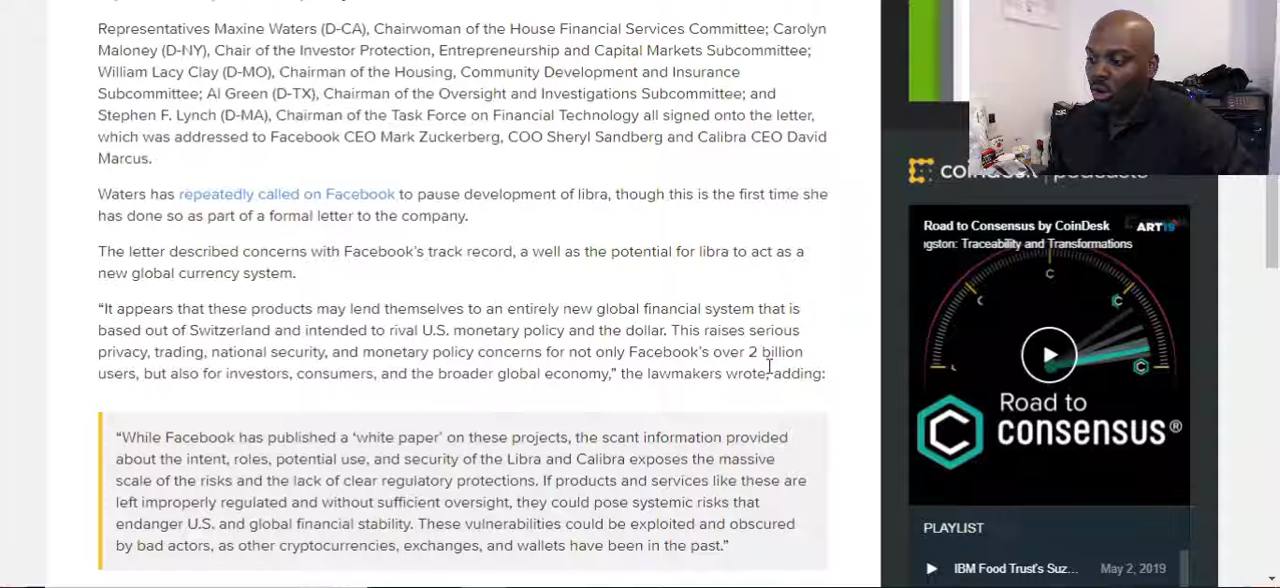 Representatives Maxine Waters (D-CA), Chairwoman of the House Financial Services Committee; Carolyn
Maloney (D-NY), Chair of the Investor Protection, Entrepreneurship and Capital Markets Subcommittee;
William Lacy Clay (D-MO), Chairman of the Housing, Community Development and Insurance
Subcommittee; Al Green (D-TX), Chairman of the Oversight and Investigations Subcommittee; and
Stephen F. Lynch (D-MA), Chairman of the Task Force on Financial Technology all signed onto the letter,
which was addressed to Facebook CEO Mark Zuckerberg, COO Sheryl Sandberg and Calibra CEO David
Marcus.
Waters has repeatedly called on Facebook to pause development of libra, though this is the first time she
has done so as part of a formal letter to the company.
The letter described concerns with Facebook's track record, a well as the potential for libra to act as a
new global currency system.
“It appears that these products may lend themselves to an entirely new global financial system that is
based out of Switzerland and intended to rival U.S. monetary policy and the dollar. This raises serious
privacy, trading, national security, and monetary policy concerns for not only Facebook's over 2 billion
users, but also for investors, consumers, and the broader global economy,” the lawmakers wrote, adding:
“While Facebook has published a ‘white paper’ on these projects, the scant information provided
about the intent, roles, potential use, and security of the Libra and Calibra exposes the massive
scale of the risks and the lack of clear regulatory protections. If products and services like these are
left improperly regulated and without sufficient oversight, they could pose systemic risks that
endanger U.S. and global financial stability. These vulnerabilities could be exploited and obscured
by bad actors, as other cryptocurrencies, exchanges, and wallets have been in the past.”
coindesk | podcasts
Road to Consensus by CoinDesk
ART19
ngston: Traceability and Transformations
Road to
consensus®
PLAYLIST
IBM Food Trust's Suz... May 2, 2019